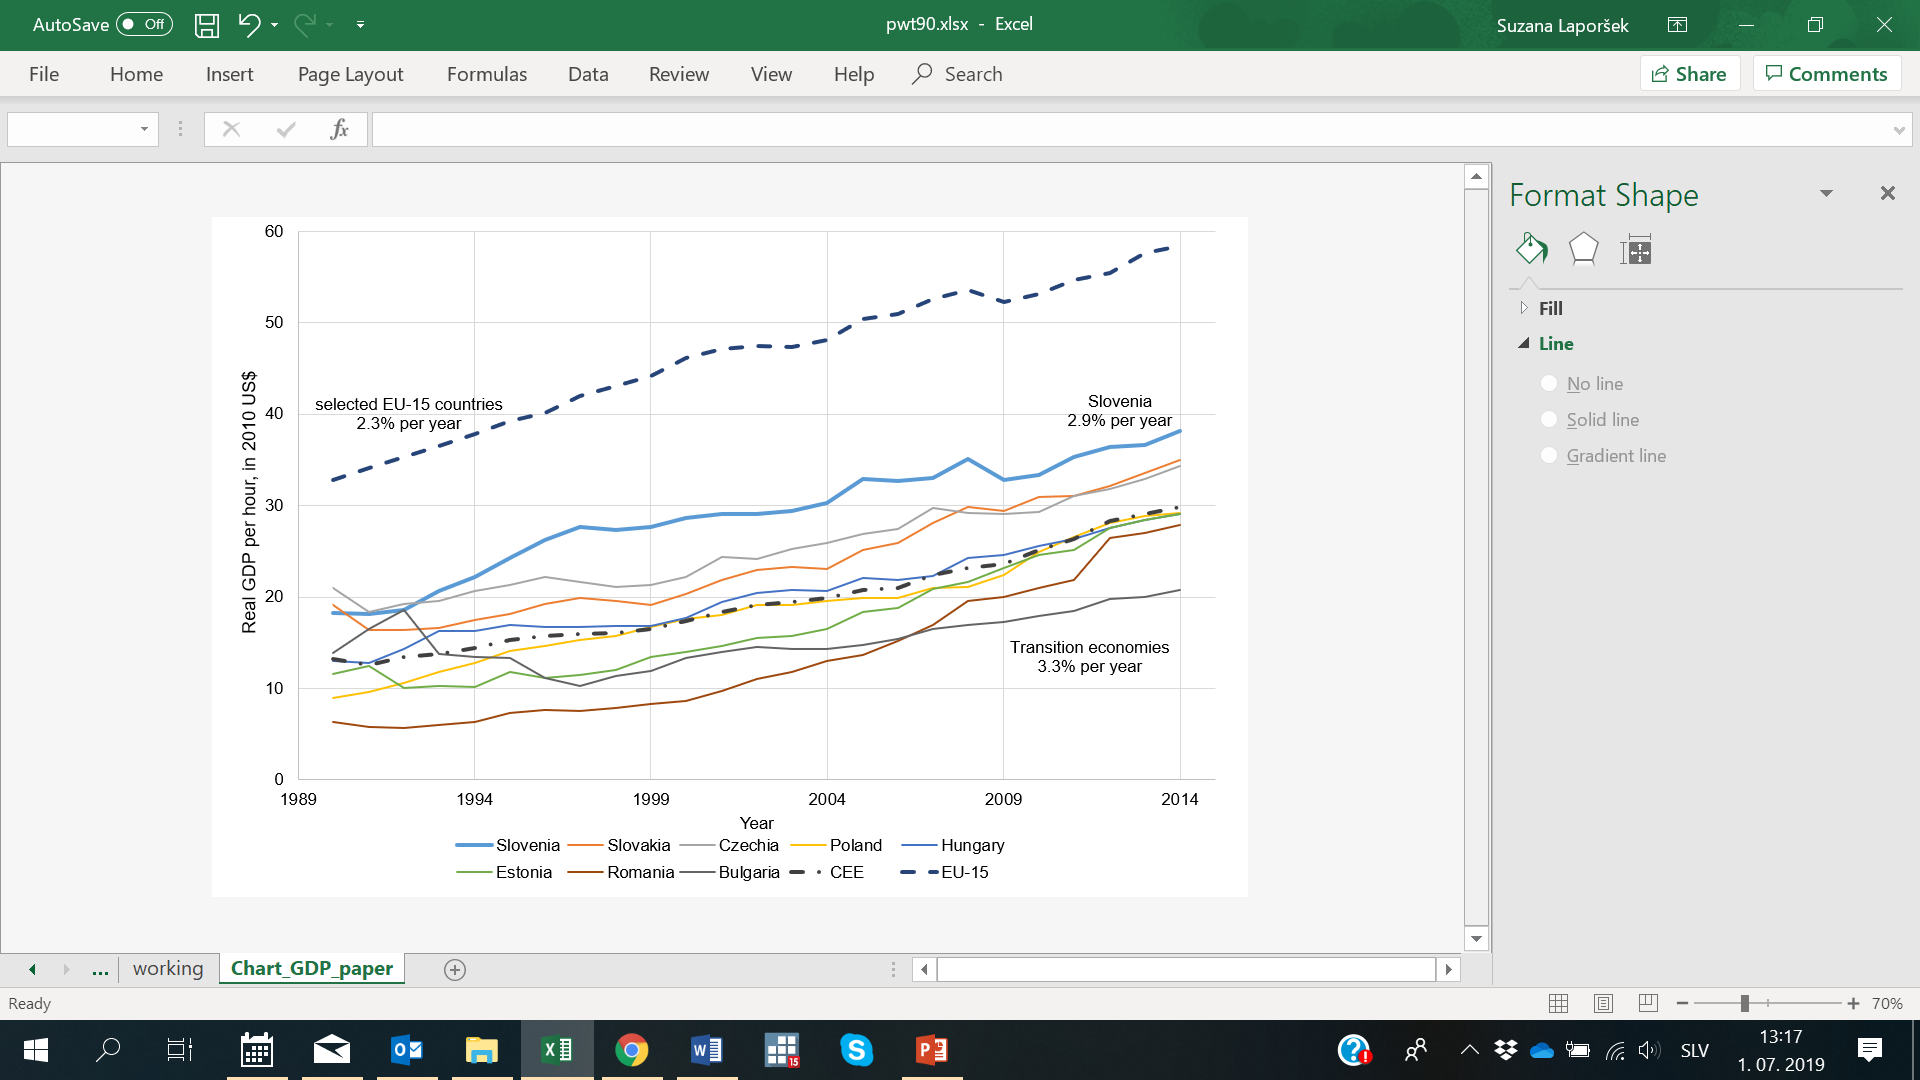 AutoSave Off
pwt90.xlsx - Excel
Suzana Laporšek
File Home Insert Page Layout Formulas Data Review View Help Search
Share Comments
fx
Format Shape
Fill
Line
No line
Solid line
Gradient line
60
50
40
30
20
10
0
Real GDP per hour, in 2010 US$
selected EU-15 countries
2.3% per year
Slovenia
2.9% per year
Transition economies
3.3% per year
1989 1994 1999 2004 2009 2014
Year
Slovenia Slovakia Czechia Poland Hungary
Estonia Romania Bulgaria CEE EU-15
... working Chart_GDP_paper
Ready
70%
15
SLV
13:17
1. 07. 2019